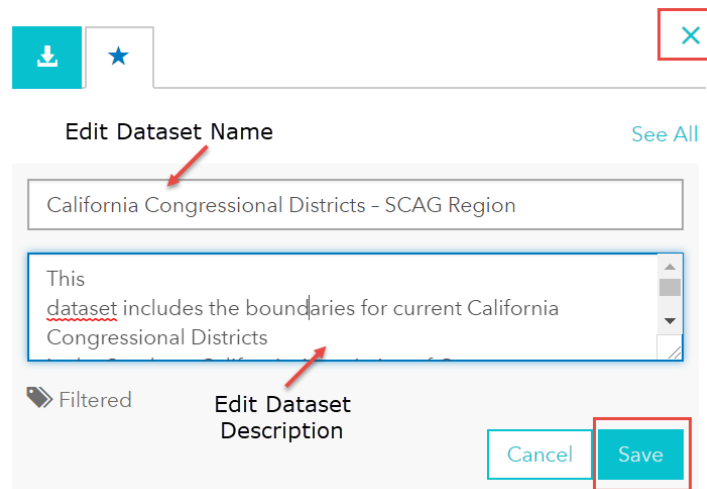 Edit Dataset Name
See All
California Congressional Districts – SCAG Region
This
dataset includes the boundaries for current California
Congressional Districts
Filtered
Edit Dataset
Description
Cancel
Save